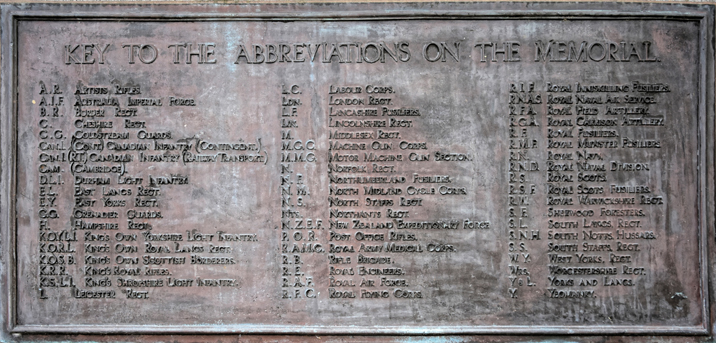 KEY TO THE ABBREVIATIONS ON THE MEMORIAL.
A.R. ARTISTS RIFLES.
A.I.F. AUSTRALIA IMPERIAL FORCE.
B.R. REGT.
C. CHESHIRE REGT.
C.G. COLDSTREAM GUARDS.
CAN.I. (CONT) CANADIAN INFANTRY (CONTINGENT.)
CAN.I. (RT) CANADIAN INFANTRY (RAILWAY TRANSPORT)
CAM. (CAMBRIDGE.)
D.L.I. DURHAM LIGHT INFANTRY.
E.L. EAST LANCS REGT.
E.Y. EAST YORKS REGT.
G.G. GRENADIER GUARDS.
H. HAMPSHIRE REGT.
K.O.Y.L.I. KING'S OWN YORKSHIRE LIGHT INFANTRY.
K.O.R.L. KING'S OWN ROYAL LANCS REGT.
K.O.S.B. KING'S OWN SCOTTISH BORDERERS.
K.R.R. KING'S ROYAL RIFLES.
K.S.L.I. KING'S SHROPSHIRE LIGHT INFANTRY.
L. LEICESTER REGT.
L.C. LABOUR CORPS.
LDN. LONDON REGT.
L.F. LANCASHIRE FUSILIERS.
LIN. LINCOLNSHIRE REGT.
M. MIDDLESEX REGT.
M.G.C. MACHINE GUN CORPS.
M.M.G. MOTOR MACHINE GUN SECTION.
N. NORFOLK REGT.
N.F. NORTHUMBERLAND FUSILIERS.
N.M. NORTH MIDLAND CYCLE CORPS.
N.S. NORTH STAFFS REGT.
NTS. NORTHANTS REGT.
N.Z.E.F. NEW ZEALAND EXPEDITIONARY FORCE
P.O.R. POST OFFICE RIFLES.
R.A.M.C. ROYAL ARMY MEDICAL CORPS.
R.B. RIFLE BRIGADE.
R.E. ROYAL ENGINEERS.
R.A.F. ROYAL AIR FORCE.
R.F.C. ROYAL FLYING CORPS.
R.I.F. ROYAL INNISKILLING FUSILIERS.
R.N.A.S. ROYAL NAVAL AIR SERVICE.
R.F.A. ROYAL FIELD ARTILLERY.
R.G.A. ROYAL GARRISON ARTILLERY.
R.F. ROYAL FUSILIERS.
R.M.F. ROYAL MUNSTER FUSILIERS.
R.N. ROYAL NAVY.
R.N.D. ROYAL NAVAL DIVISION.
R.S. ROYAL SCOTS.
R.S.F. ROYAL SCOTS FUSILIERS.
R.W. ROYAL WARWICKSHIRE REGT.
S.F. SHERWOOD FORESTERS.
S.L. SOUTH LANCS. REGT.
S.N.H. SOUTH NOTTS HUSSARS.
S.S. SOUTH STAFFS. REGT.
W.Y. WEST YORKS. REGT.
WRS. WORCESTERSHIRE REGT.
Y&L. YORKS AND LANCS.
Y. YEOMANRY.